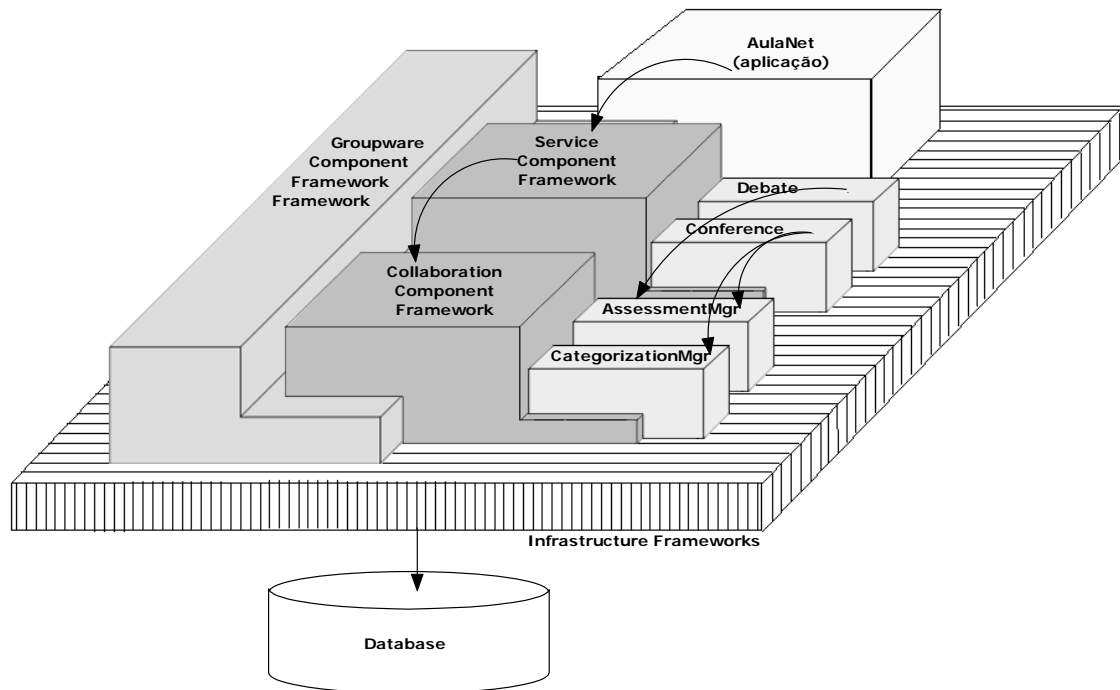 AulaNet
(aplicação)
Groupware
Component
Framework
Framework
Service
Component
Framework
Debate
Conference
Collaboration
Component
Framework
AssessmentMgr
CategorizationMgr
Infrastructure Frameworks
Database